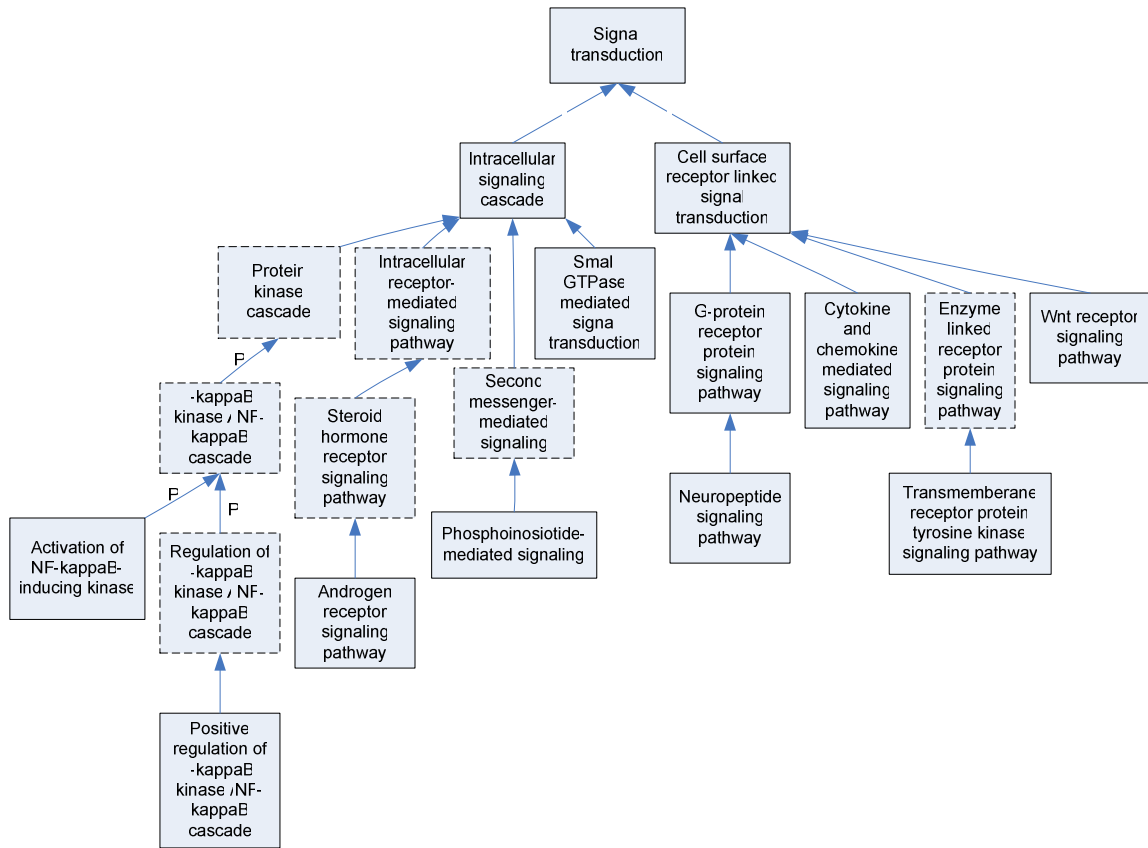 Signa
transduction
Intracellular
signaling
cascade
Cell surface
receptor linked
signal
transduction
Protein
kinase
cascade
Intracellular
receptor-
mediated
signaling
pathway
Smal
GTPase
mediated
signa
transduction
G-protein
receptor
protein
signaling
pathway
Cytokine
and
chemokine
mediated
signaling
pathway
Enzyme
linked
receptor
protein
signaling
pathway
Wnt receptor
signaling
pathway
P
-kappaB
kinase /NF-
kappaB
cascade
Steroid
hormone
receptor
signaling
pathway
Second
messenger-
mediated
signaling
P
P
Activation of
NF-kappaB-
inducing kinase
Regulation of
-kappaB
kinase /NF-
kappaB
cascade
Androgen
receptor
signaling
pathway
Phosphoinosiotide-
mediated signaling
Neuropeptide
signaling
pathway
Transmemberane
receptor protein
tyrosine kinase
signaling pathway
Positive
regulation of
-kappaB
kinase /NF-
kappaB
cascade